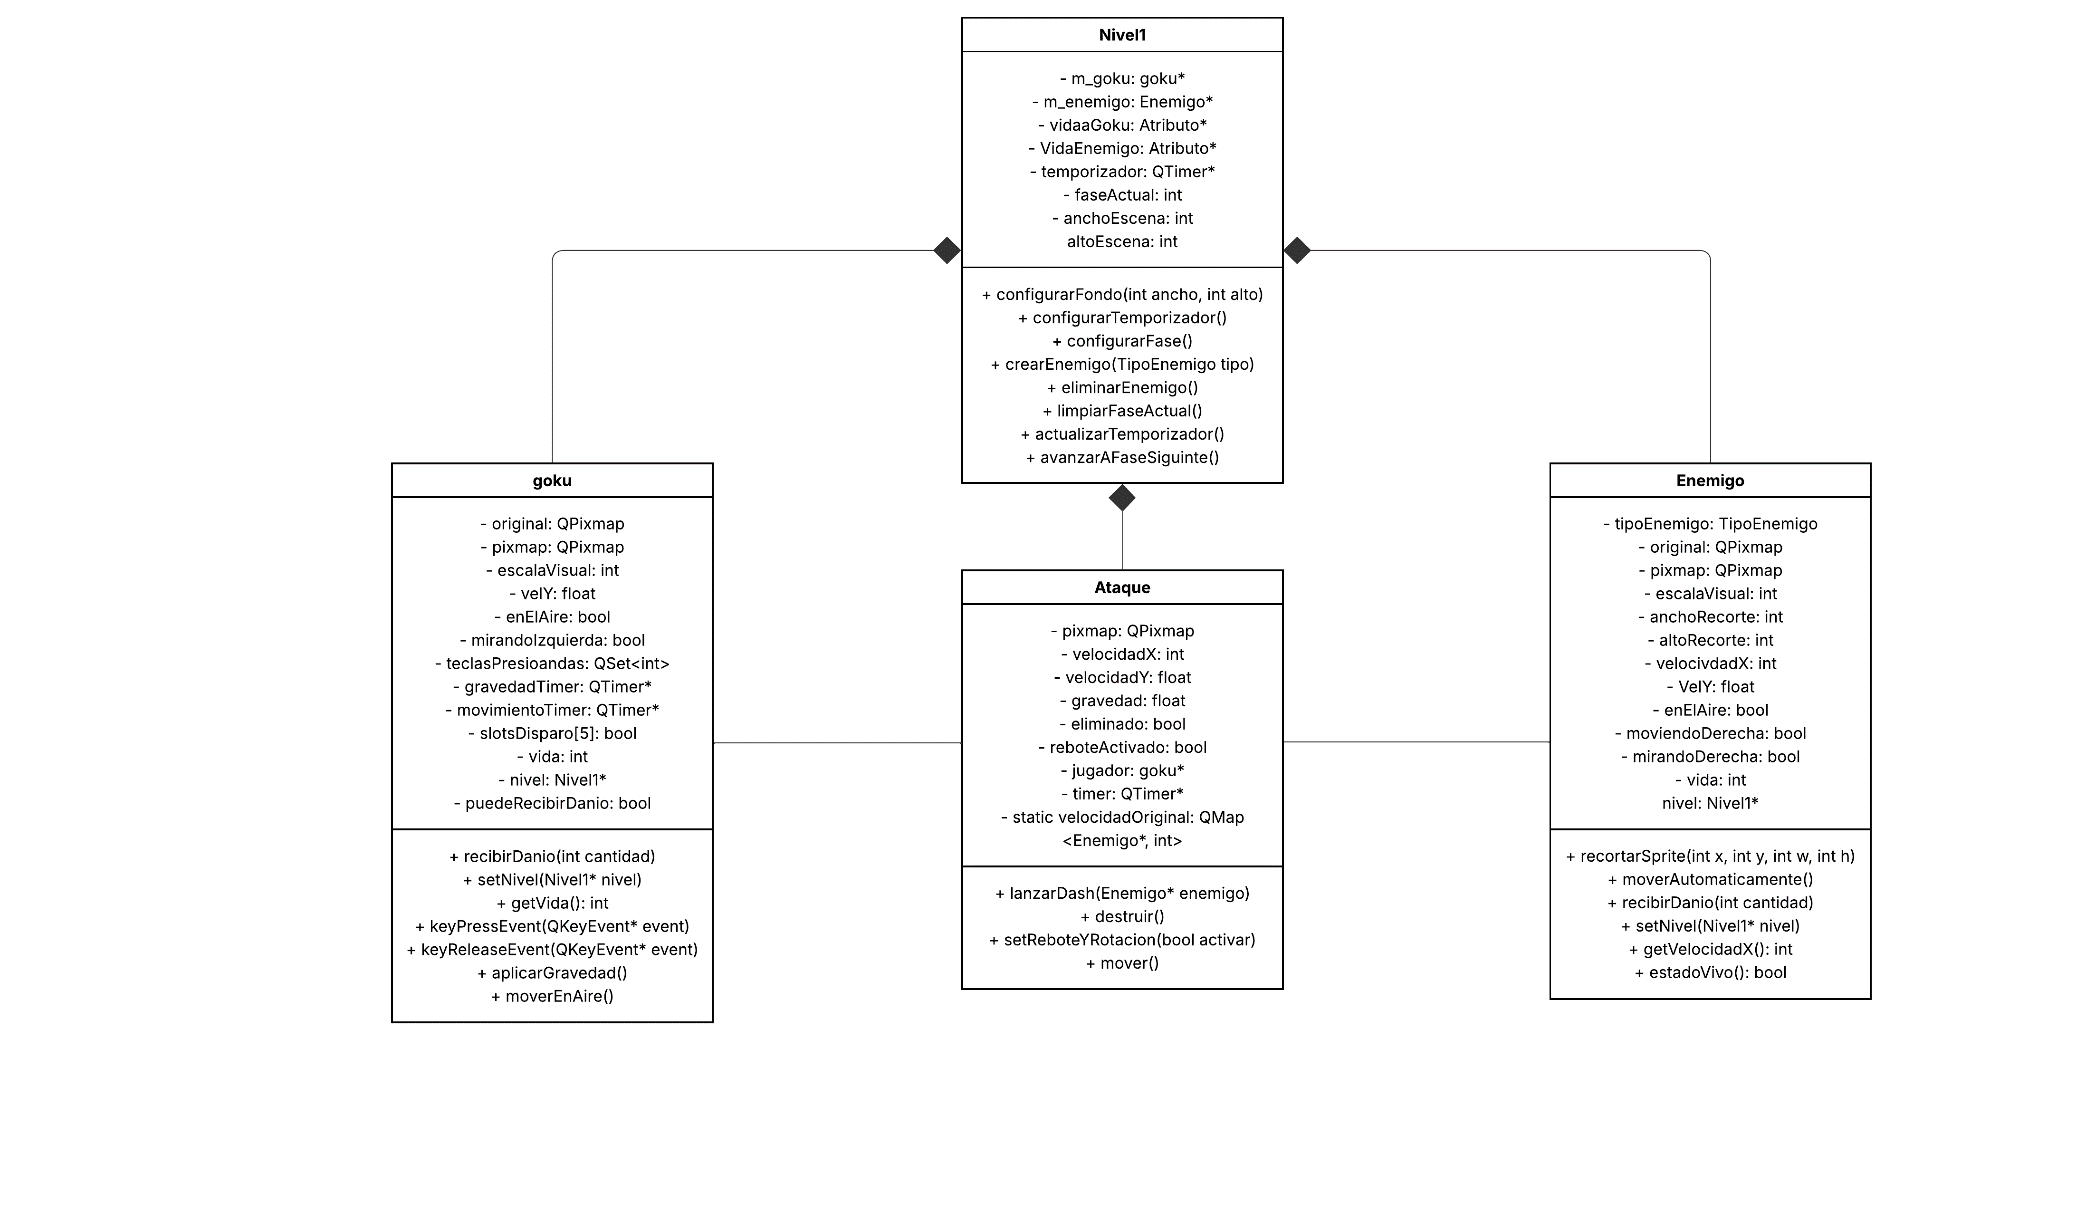 Nivel1
- m_goku: goku*
- m_enemigo: Enemigo*
- vidaaGoku: Atributo*
- VidaEnemigo: Atributo*
- temporizador: QTimer*
- faseActual: int
- anchoEscena: int
altoEscena: int
+ configurarFondo(int ancho, int alto)
+ configurarTemporizador()
+ configurarFase()
+ crearEnemigo(TipoEnemigo tipo)
+ eliminarEnemigo()
+ limpiarFaseActual()
+ actualizarTemporizador()
+ avanzarAFaseSiguinte()
goku
- original: QPixmap
- pixmap: QPixmap
- escalaVisual: int
- velY: float
- enElAire: bool
- mirandoIzquierda: bool
- teclasPresioandas: QSet<int>
- gravedadTimer: QTimer*
- movimientoTimer: QTimer*
- slotsDisparo[5]: bool
- vida: int
- nivel: Nivel1*
- puedeRecibirDanio: bool
+ recibirDanio(int cantidad)
+ setNivel(Nivel1* nivel)
+ getVida(): int
+ keyPressEvent(QKeyEvent* event)
+ keyReleaseEvent(QKeyEvent* event)
+ aplicarGravedad()
+ moverEnAire()
Ataque
- pixmap: QPixmap
- velocidadX: int
- velocidadY: float
- gravedad: float
- eliminado: bool
- reboteActivado: bool
- jugador: goku*
- timer: QTimer*
- static velocidadOriginal: QMap
<Enemigo*, int>
+ lanzarDash(Enemigo* enemigo)
+ destruir()
+ setReboteYRotacion(bool activar)
+ mover()
Enemigo
- tipoEnemigo: TipoEnemigo
- original: QPixmap
- pixmap: QPixmap
- escalaVisual: int
- anchoRecorte: int
- altoRecorte: int
- velocivdadX: int
- VelY: float
- enElAire: bool
- moviendoDerecha: bool
- mirandoDerecha: bool
- vida: int
nivel: Nivel1*
+ recortarSprite(int x, int y, int w, int h)
+ moverAutomaticamente()
+ recibirDanio(int cantidad)
+ setNivel(Nivel1* nivel)
+ getVelocidadX(): int
+ estadoVivo(): bool